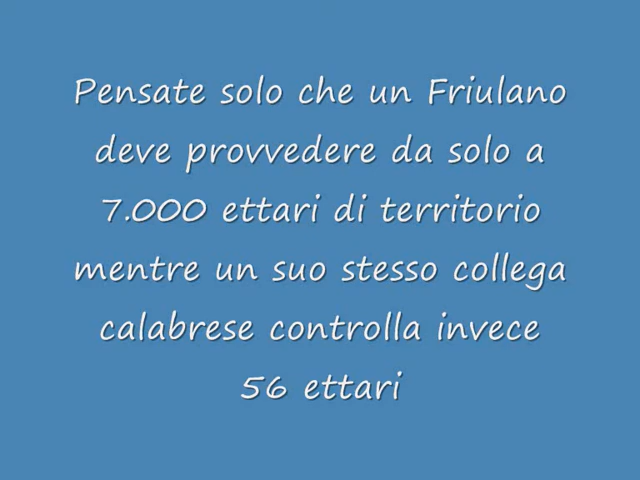 Pensate solo che un Friulano
deve provvedere da solo a
7.000 ettari di territorio
mentre un suo stesso collega
calabrese controlla invece
56 ettari